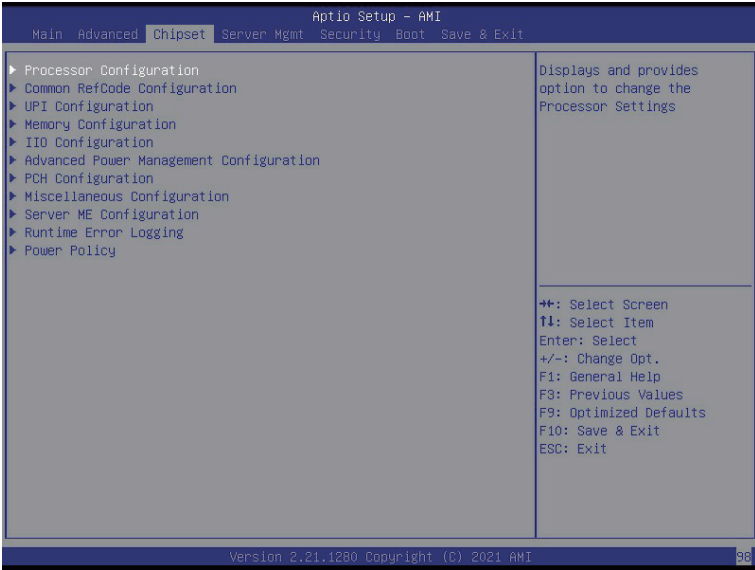 Aptio Setup – AMI
Main Advanced Chipset Server Mgmt Security Boot Save & Exit
▶ Processor Configuration
▶ Common RefCode Configuration
▶ UPI Configuration
▶ Memory Configuration
▶ IIO Configuration
▶ Advanced Power Management Configuration
▶ PCH Configuration
▶ Miscellaneous Configuration
▶ Server ME Configuration
▶ Runtime Error Logging
▶ Power Policy
Displays and provides
option to change the
Processor Settings
→←: Select Screen
↑↓: Select Item
Enter: Select
+/-: Change Opt.
F1: General Help
F3: Previous Values
F9: Optimized Defaults
F10: Save & Exit
ESC: Exit
Version 2.21.1280 Copyright (C) 2021 AMI
98